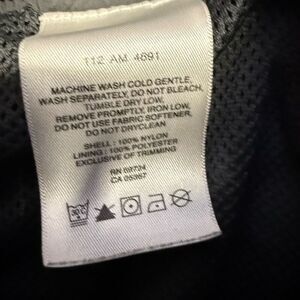 112 AM 4691
MACHINE WASH COLD GENTLE,
WASH SEPARATELY, DO NOT BLEACH,
TUMBLE DRY LOW,
REMOVE PROMPTLY, IRON LOW,
DO NOT USE FABRIC SOFTENER,
DO NOT DRYCLEAN
SHELL : 100% NYLON
LINING : 100% POLYESTER
EXCLUSIVE OF TRIMMING
RN 69724
CA 05367
30°C